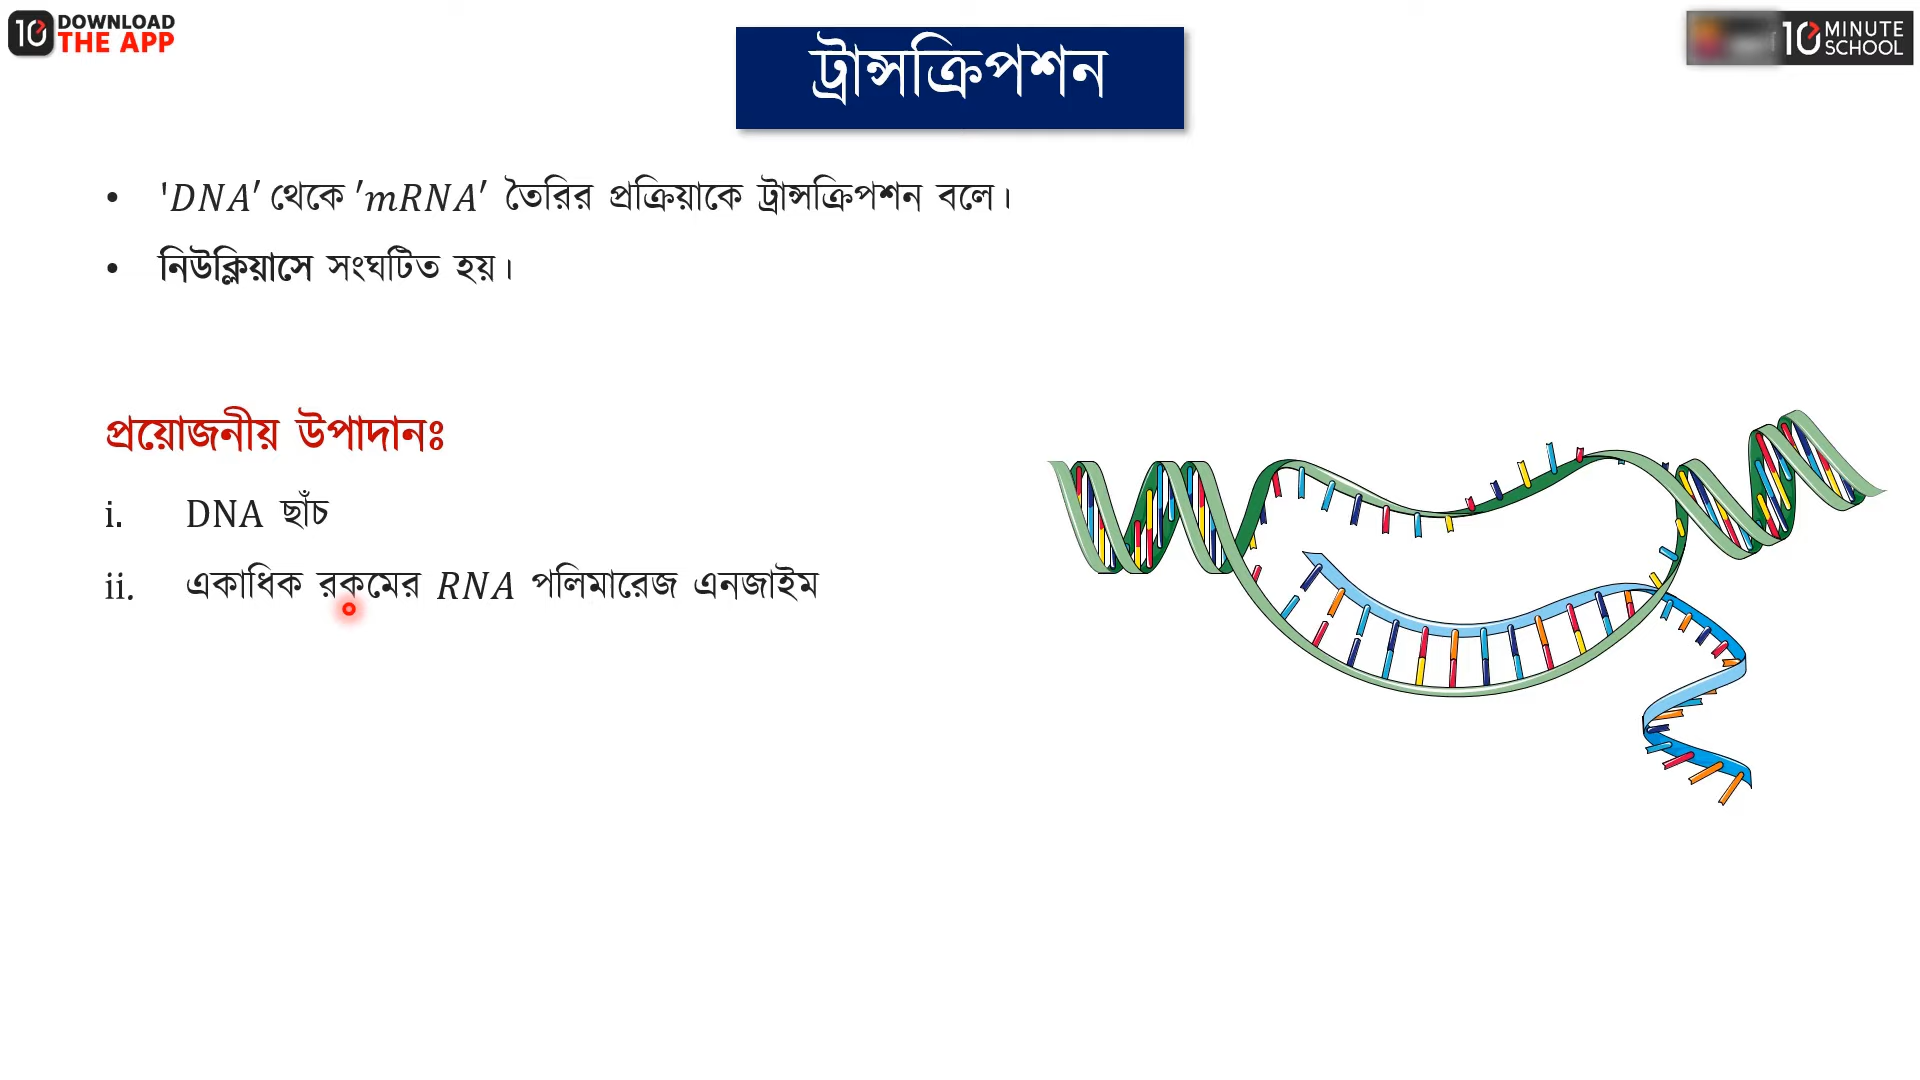 10 DOWNLOAD
THE APP
10 MINUTE
SCHOOL
ট্রান্সক্রিপশন
• 'DNA' থেকে 'mRNA' তৈরির প্রক্রিয়াকে ট্রান্সক্রিপশন বলে।
• নিউক্লিয়াসে সংঘটিত হয়।
প্রয়োজনীয় উপাদানঃ
i. DNA ছাঁচ
ii. একাধিক রকমের RNA পলিমারেজ এনজাইম